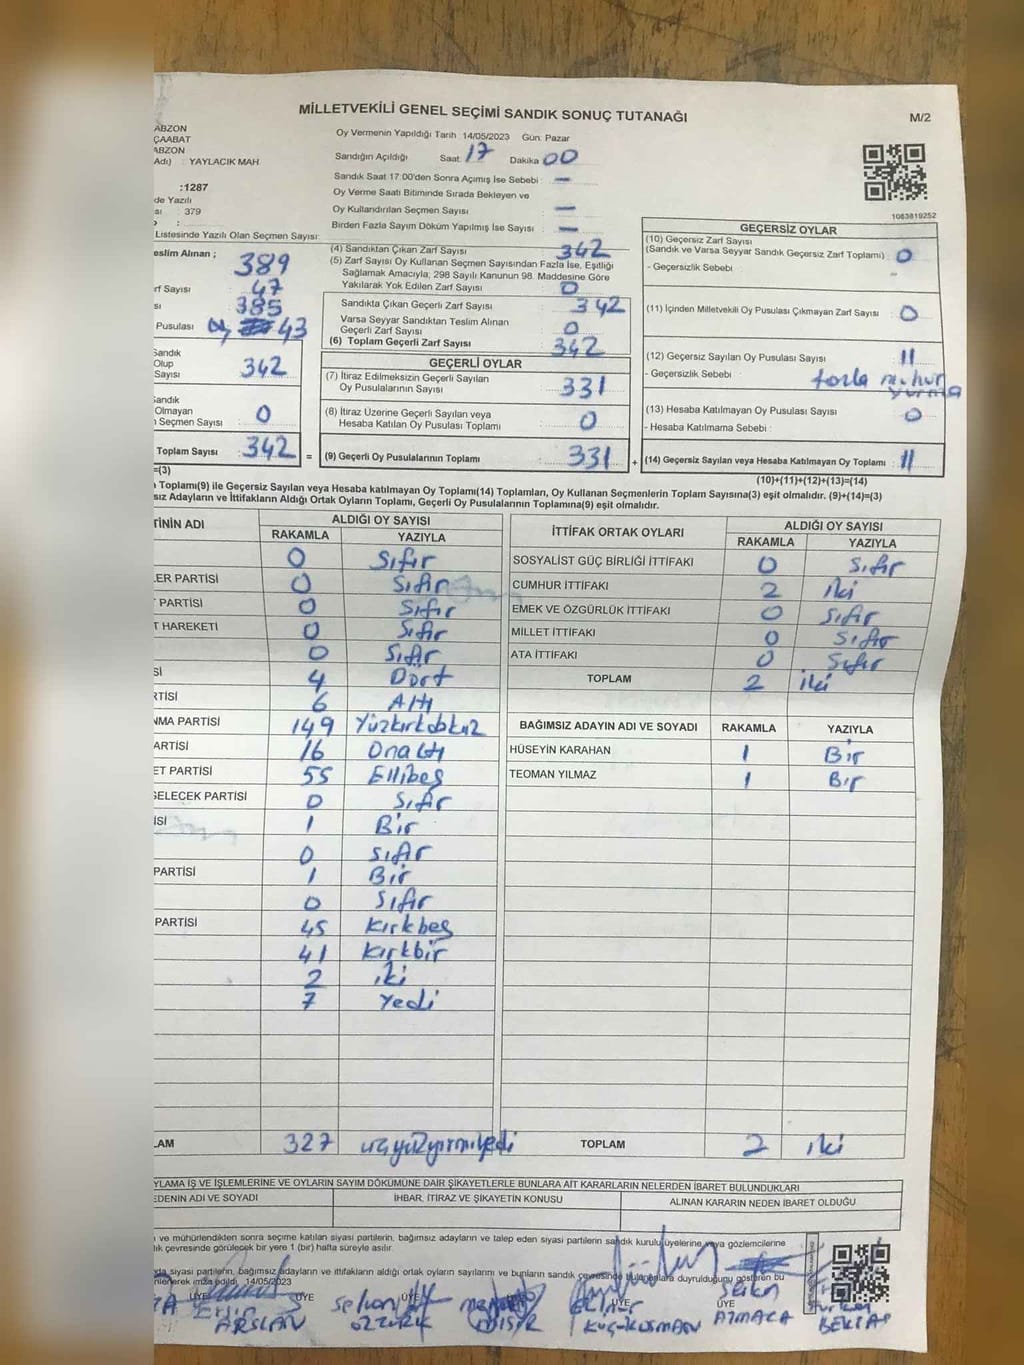 MİLLETVEKİLİ GENEL SEÇİMİ SANDIK SONUÇ TUTANAĞI
M/2
ABZON
ÇAABAT
ABZON
Adı) : YAYLACIK MAH
:1287
de Yazılı
sı : 379
Listesinde Yazılı Olan Seçmen Sayısı:
Oy Vermenin Yapıldığı Tarih 14/05/2023 Gün: Pazar
Sandığın Açıldığı Saat 17 Dakika 00
Sandık Saat 17:00'den Sonra Açımış İse Sebebi : –
Oy Verme Saati Bitiminde Sırada Bekleyen ve
Oy Kullandırılan Seçmen Sayısı –
Birden Fazla Sayım Döküm Yapılmış İse Sayısı : –
1083819252
eslim Alınan ; 389
rf Sayısı : 47
sı 385
Pusulası 43
Sandık
Olup
Sayısı 342
Sandık
Olmayan
n Seçmen Sayısı : 0
Toplam Sayısı 342 =
=(3)
(4) Sandıktan Çıkan Zarf Sayısı 342
(5) Zarf Sayısı Oy Kullanan Seçmen Sayısından Fazla İse, Eşitliği
Sağlamak Amacıyla; 298 Sayılı Kanunun 98. Maddesine Göre
Yakılarak Yok Edilen Zarf Sayısı 0
Sandıkta Çıkan Geçerli Zarf Sayısı 342
Varsa Seyyar Sandıktan Teslim Alınan
Geçerli Zarf Sayısı 0
(6) Toplam Geçerli Zarf Sayısı 342
GEÇERLİ OYLAR
(7) İtiraz Edilmeksizin Geçerli Sayılan
Oy Pusulalarının Sayısı 331
(8) İtiraz Üzerine Geçerli Sayılan veya
Hesaba Katılan Oy Pusulası Toplamı 0
(9) Geçerli Oy Pusulalarının Toplamı 331 +
GEÇERSİZ OYLAR
(10) Geçersiz Zarf Sayısı
(Sandık ve Varsa Seyyar Sandık Geçersiz Zarf Toplamı) : 0
- Geçersizlik Sebebi
(11) İçinden Milletvekili Oy Pusulası Çıkmayan Zarf Sayısı : 0
(12) Geçersiz Sayılan Oy Pusulası Sayısı 11
- Geçersizlik Sebebi : fazla muhur
vurma
(13) Hesaba Katılmayan Oy Pusulası Sayısı 0
- Hesaba Katılmama Sebebi :
(14) Geçersiz Sayılan veya Hesaba Katılmayan Oy Toplamı : 11
(10)+(11)+(12)+(13)=(14)
Toplamı(9) ile Geçersiz Sayılan veya Hesaba katılmayan Oy Toplamı(14) Toplamları, Oy Kullanan Seçmenlerin Toplam Sayısına(3) eşit olmalıdır. (9)+(14)=(3)
sız Adayların ve İttifakların Aldığı Ortak Oyların Toplamı, Geçerli Oy Pusulalarının Toplamına(9) eşit olmalıdır.
TİNİN ADI
ALDIĞI OY SAYISI
RAKAMLA YAZIYLA
0 Sıfır
LER PARTİSİ 0 Sıfır
T PARTİSİ 0 Sıfır
T HAREKETİ 0 Sıfır
0 Sıfır
Sİ 4 Dört
RTİSİ 6 Altı
NMA PARTİSİ 149 Yüzkırkdokuz
ARTİSİ 16 Onaltı
ET PARTİSİ 55 Ellibeş
GELECEK PARTİSİ 0 Sıfır
İSİ 1 Bir
0 Sıfır
PARTİSİ 1 Bir
0 Sıfır
PARTİSİ 45 Kırkbeş
41 Kırkbir
2 iki
7 Yedi
LAM 327 üçyüzyirmiyedi
İTTİFAK ORTAK OYLARI
ALDIĞI OY SAYISI
RAKAMLA YAZIYLA
SOSYALİST GÜÇ BİRLİĞİ İTTİFAKI 0 Sıfır
CUMHUR İTTİFAKI 2 iki
EMEK VE ÖZGÜRLÜK İTTİFAKI 0 Sıfır
MİLLET İTTİFAKI 0 Sıfır
ATA İTTİFAKI 0 Sıfır
TOPLAM 2 iki
BAĞIMSIZ ADAYIN ADI VE SOYADI RAKAMLA YAZIYLA
HÜSEYİN KARAHAN 1 Bir
TEOMAN YILMAZ 1 Bir
TOPLAM 2 iki
YLAMA İŞ VE İŞLEMLERİNE VE OYLARIN SAYIM DÖKÜMÜNE DAİR ŞİKAYETLERLE BUNLARA AİT KARARLARIN NELERDEN İBARET BULUNDUKLARI
EDENİN ADI VE SOYADI İHBAR, İTİRAZ VE ŞİKAYETİN KONUSU ALINAN KARARIN NEDEN İBARET OLDUĞU
ı ve mühürlendikten sonra seçime katılan siyasi partilerin, bağımsız adayların ve talep eden siyasi partilerin sandık kurulu üyelerine veya gözlemcilerine
lık çevresinde görülecek bir yere 1 (bir) hafta süreyle asılır.
da siyasi partilerin, bağımsız adayların ve ittifakların aldığı ortak oyların sayılarını ve bunların sandık çevresinde bulunanlara duyrulduğunu gösteren bu
nlenerek imza edildi. 14/05/2023
ÜYE ÜYE ÜYE ÜYE ÜYE
Ersin
ARSLAN
Serkan
ÖZTÜRK
KÜÇÜKOSMAN
ATMACA
BEKTAŞ